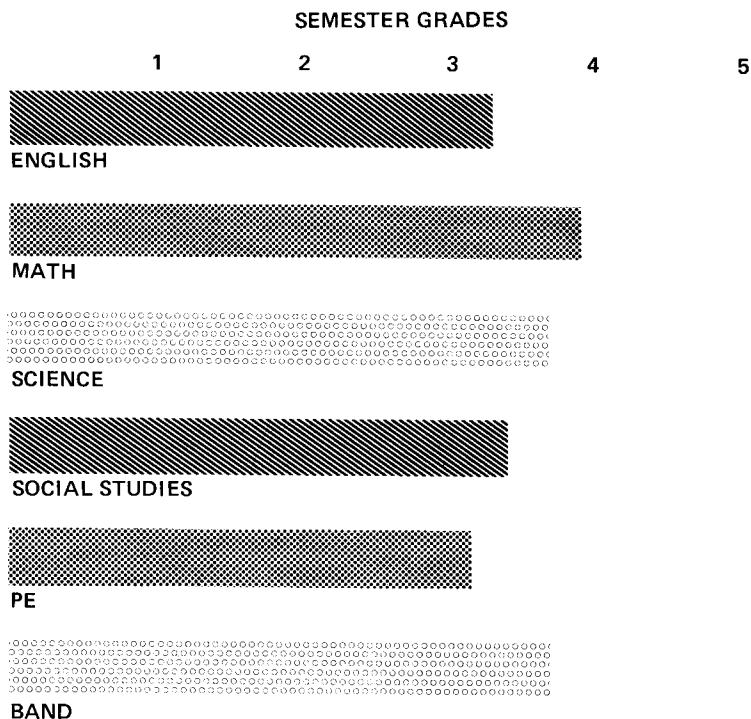 SEMESTER GRADES
1 2 3 4 5
ENGLISH
MATH
SCIENCE
SOCIAL STUDIES
PE
BAND